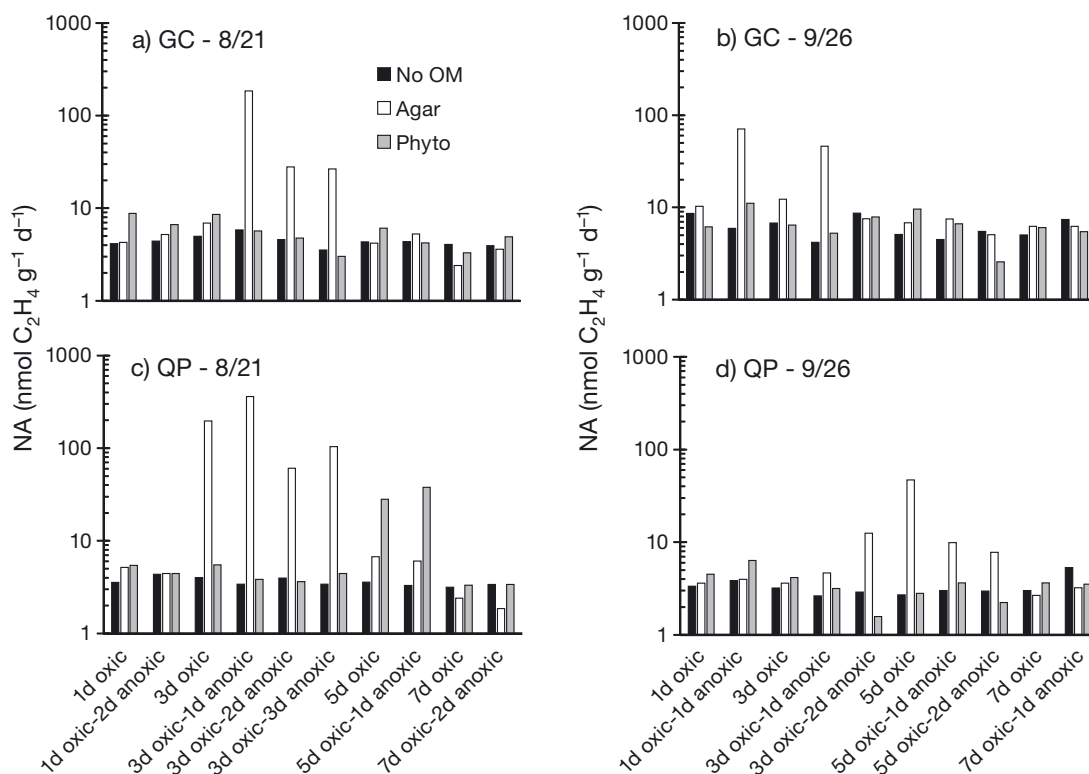 a) GC - 8/21
No OM
Agar
Phyto
1000
100
10
1
b) GC - 9/26
1000
100
10
1
NA (nmol C₂H₄ g⁻¹ d⁻¹)
NA (nmol C₂H₄ g⁻¹ d⁻¹)
c) QP - 8/21
1000
100
10
1
d) QP - 9/26
1000
100
10
1
1d oxic
1d oxic-2d anoxic
3d oxic
3d oxic-1d anoxic
3d oxic-2d anoxic
3d oxic-3d anoxic
5d oxic
5d oxic-1d anoxic
7d oxic
7d oxic-2d anoxic
1d oxic
1d oxic-1d anoxic
3d oxic
3d oxic-1d anoxic
3d oxic-2d anoxic
5d oxic
5d oxic-1d anoxic
5d oxic-2d anoxic
7d oxic
7d oxic-1d anoxic